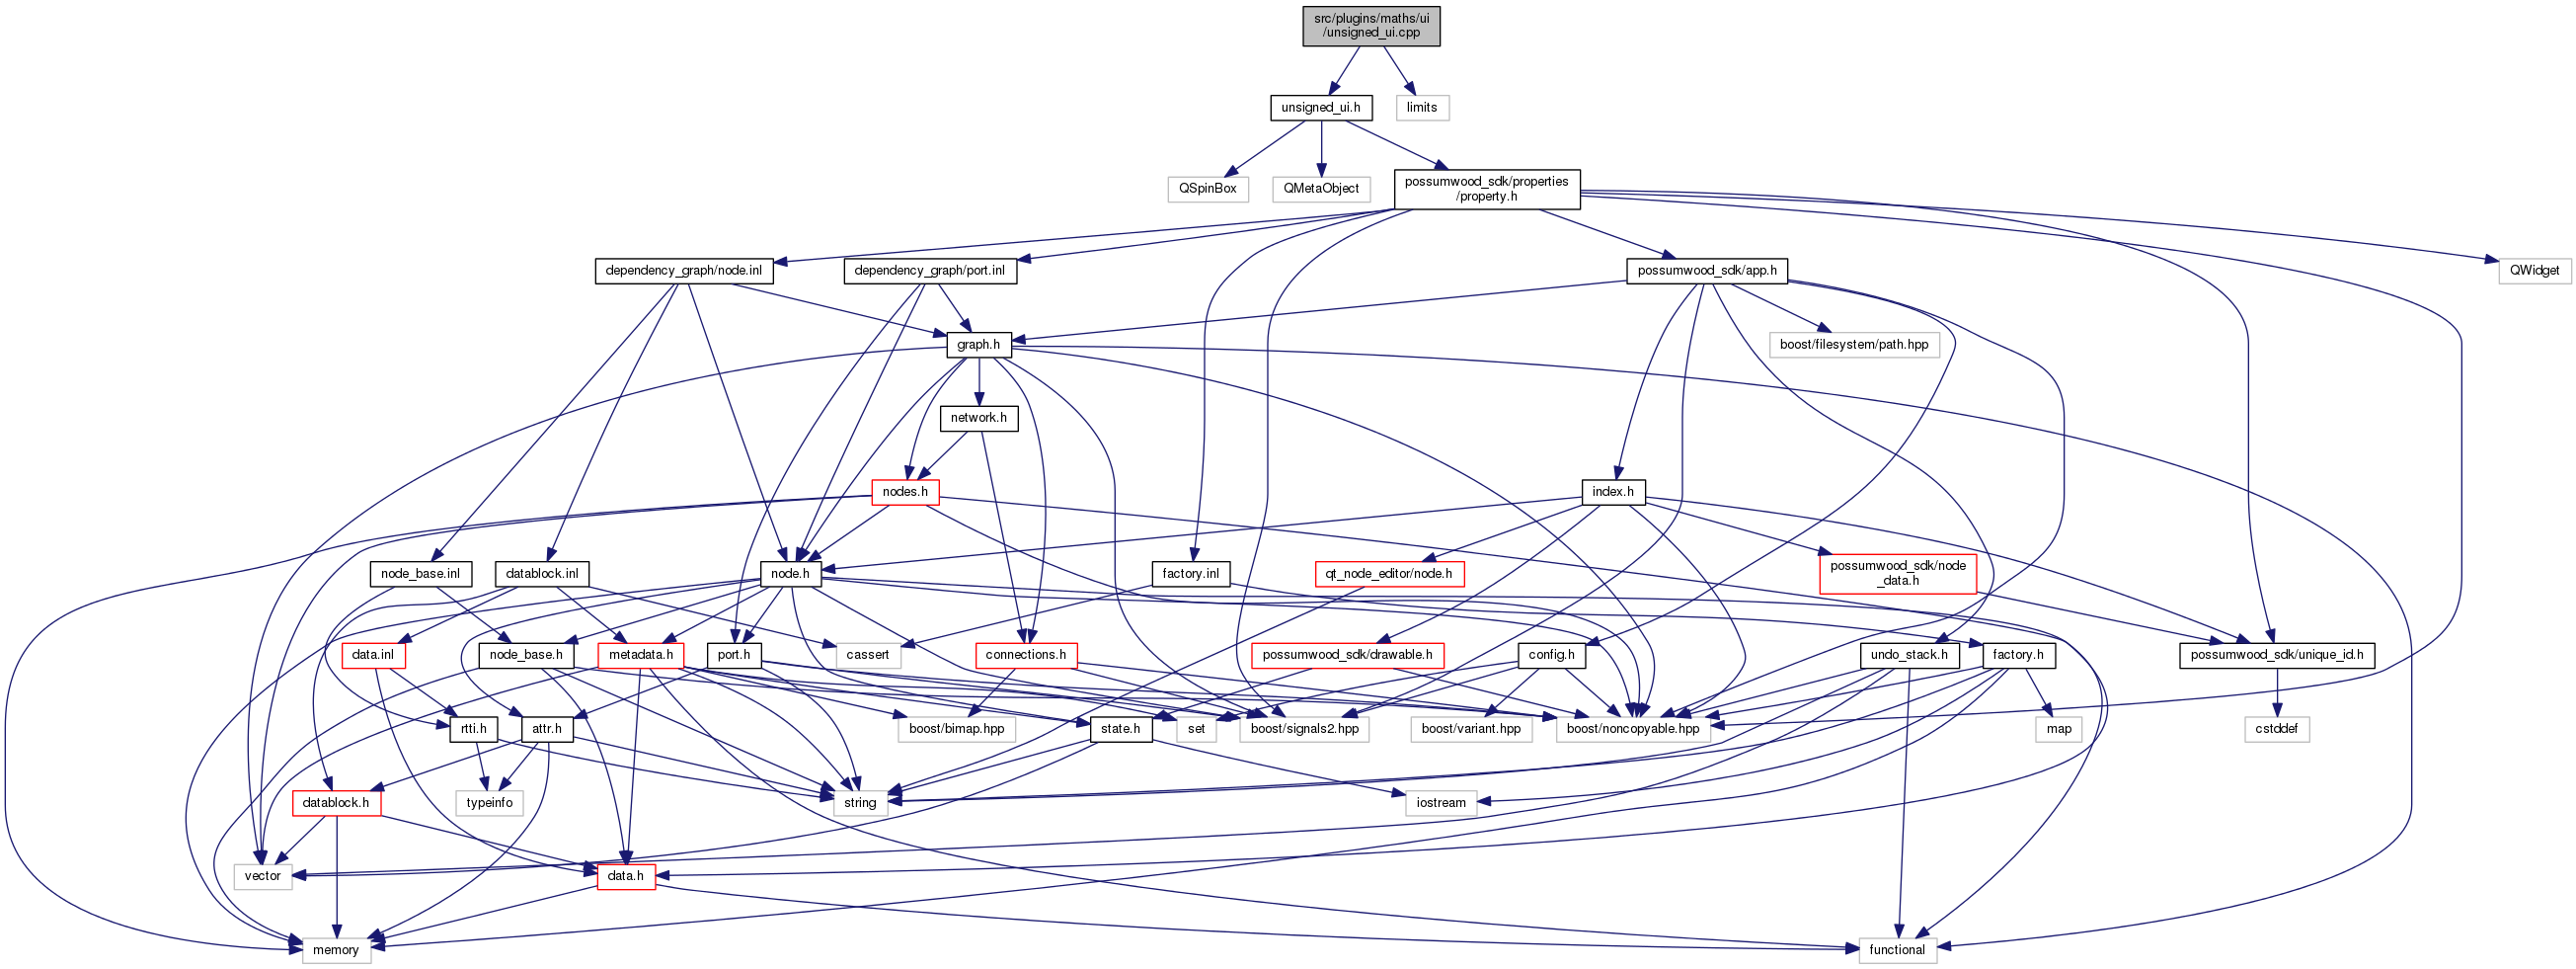 src/plugins/maths/ui
/unsigned_ui.cpp
unsigned_ui.h
limits
QSpinBox
QMetaObject
possumwood_sdk/properties
/property.h
dependency_graph/node.inl
dependency_graph/port.inl
possumwood_sdk/app.h
QWidget
graph.h
boost/filesystem/path.hpp
network.h
nodes.h
index.h
node_base.inl
datablock.inl
node.h
factory.inl
qt_node_editor/node.h
possumwood_sdk/node
_data.h
data.inl
node_base.h
metadata.h
port.h
cassert
connections.h
possumwood_sdk/drawable.h
config.h
undo_stack.h
factory.h
possumwood_sdk/unique_id.h
rtti.h
attr.h
boost/bimap.hpp
state.h
set
boost/signals2.hpp
boost/variant.hpp
boost/noncopyable.hpp
map
cstddef
datablock.h
typeinfo
string
iostream
vector
data.h
memory
functional